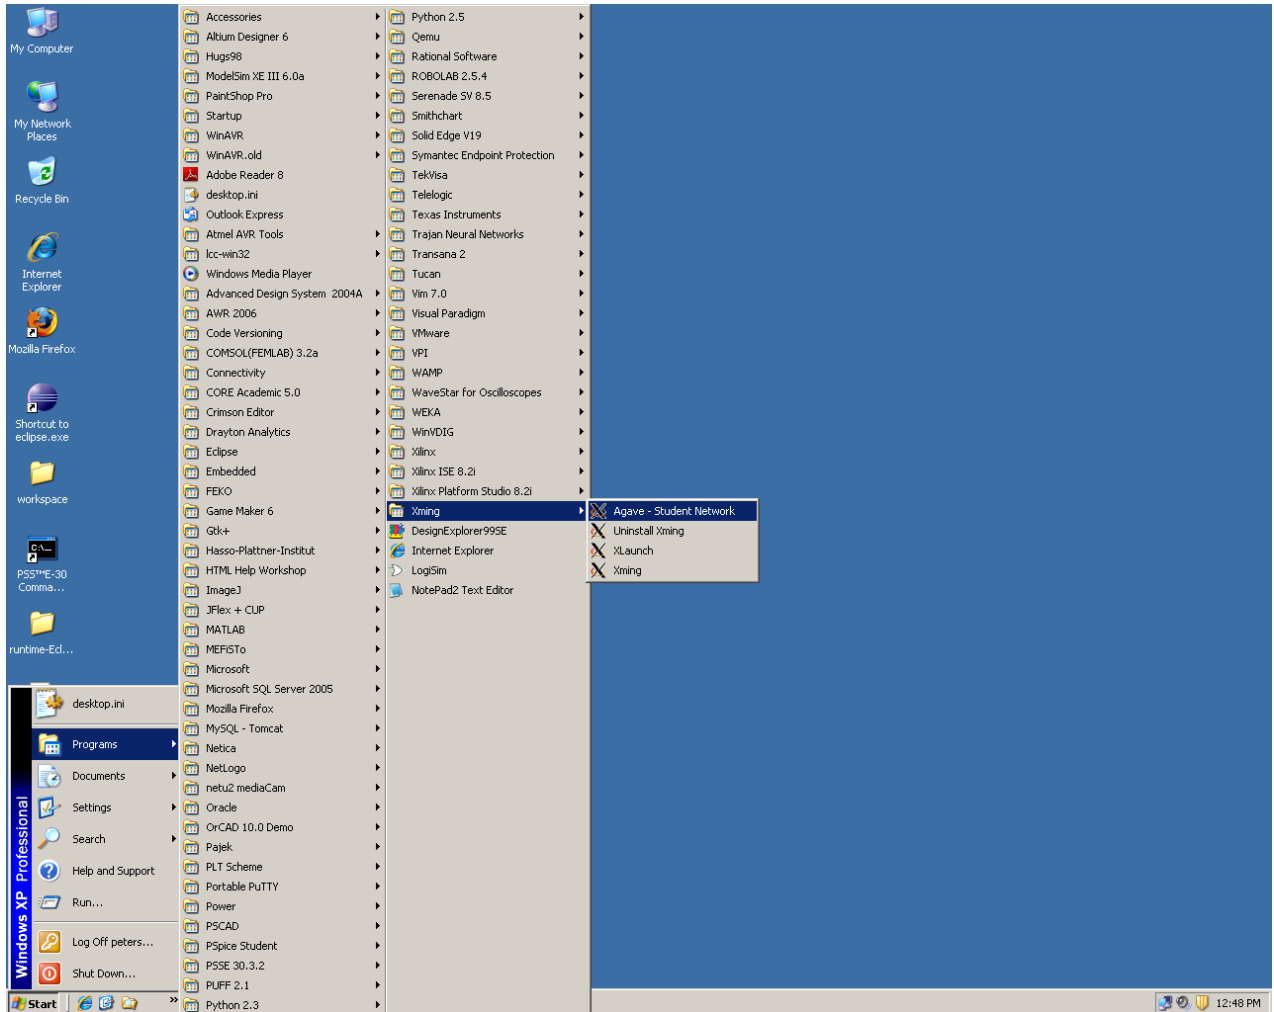 My Computer
My Network
Places
Recycle Bin
Internet
Explorer
Mozilla Firefox
Shortcut to
eclipse.exe
workspace
C:\_
PSS™E-30
Comma...
runtime-Ecl...
Windows XP Professional
desktop.ini
Programs
Documents
Settings
Search
Help and Support
Run...
Log Off peters...
Shut Down...
Accessories
Altium Designer 6
Hugs98
ModelSim XE III 6.0a
PaintShop Pro
Startup
WinAVR
WinAVR.old
Adobe Reader 8
desktop.ini
Outlook Express
Atmel AVR Tools
lcc-win32
Windows Media Player
Advanced Design System 2004A
AWR 2006
Code Versioning
COMSOL(FEMLAB) 3.2a
Connectivity
CORE Academic 5.0
Crimson Editor
Drayton Analytics
Eclipse
Embedded
FEKO
Game Maker 6
Gtk+
Hasso-Plattner-Institut
HTML Help Workshop
ImageJ
JFlex + CUP
MATLAB
MEFiSTo
Microsoft
Microsoft SQL Server 2005
Mozilla Firefox
MySQL - Tomcat
Netica
NetLogo
netu2 mediaCam
Oracle
OrCAD 10.0 Demo
Pajek
PLT Scheme
Portable PuTTY
Power
PSCAD
PSpice Student
PSSE 30.3.2
PUFF 2.1
Python 2.3
Python 2.5
Qemu
Rational Software
ROBOLAB 2.5.4
Serenade SV 8.5
Smithchart
Solid Edge V19
Symantec Endpoint Protection
TekVisa
Telelogic
Texas Instruments
Trajan Neural Networks
Transana 2
Tucan
Vim 7.0
Visual Paradigm
VMware
VPI
WAMP
WaveStar for Oscilloscopes
WEKA
WinVDIG
Xilinx
Xilinx ISE 8.2i
Xilinx Platform Studio 8.2i
Xming
DesignExplorer99SE
Internet Explorer
LogiSim
NotePad2 Text Editor
Agave - Student Network
Uninstall Xming
XLaunch
Xming
Start
12:48 PM